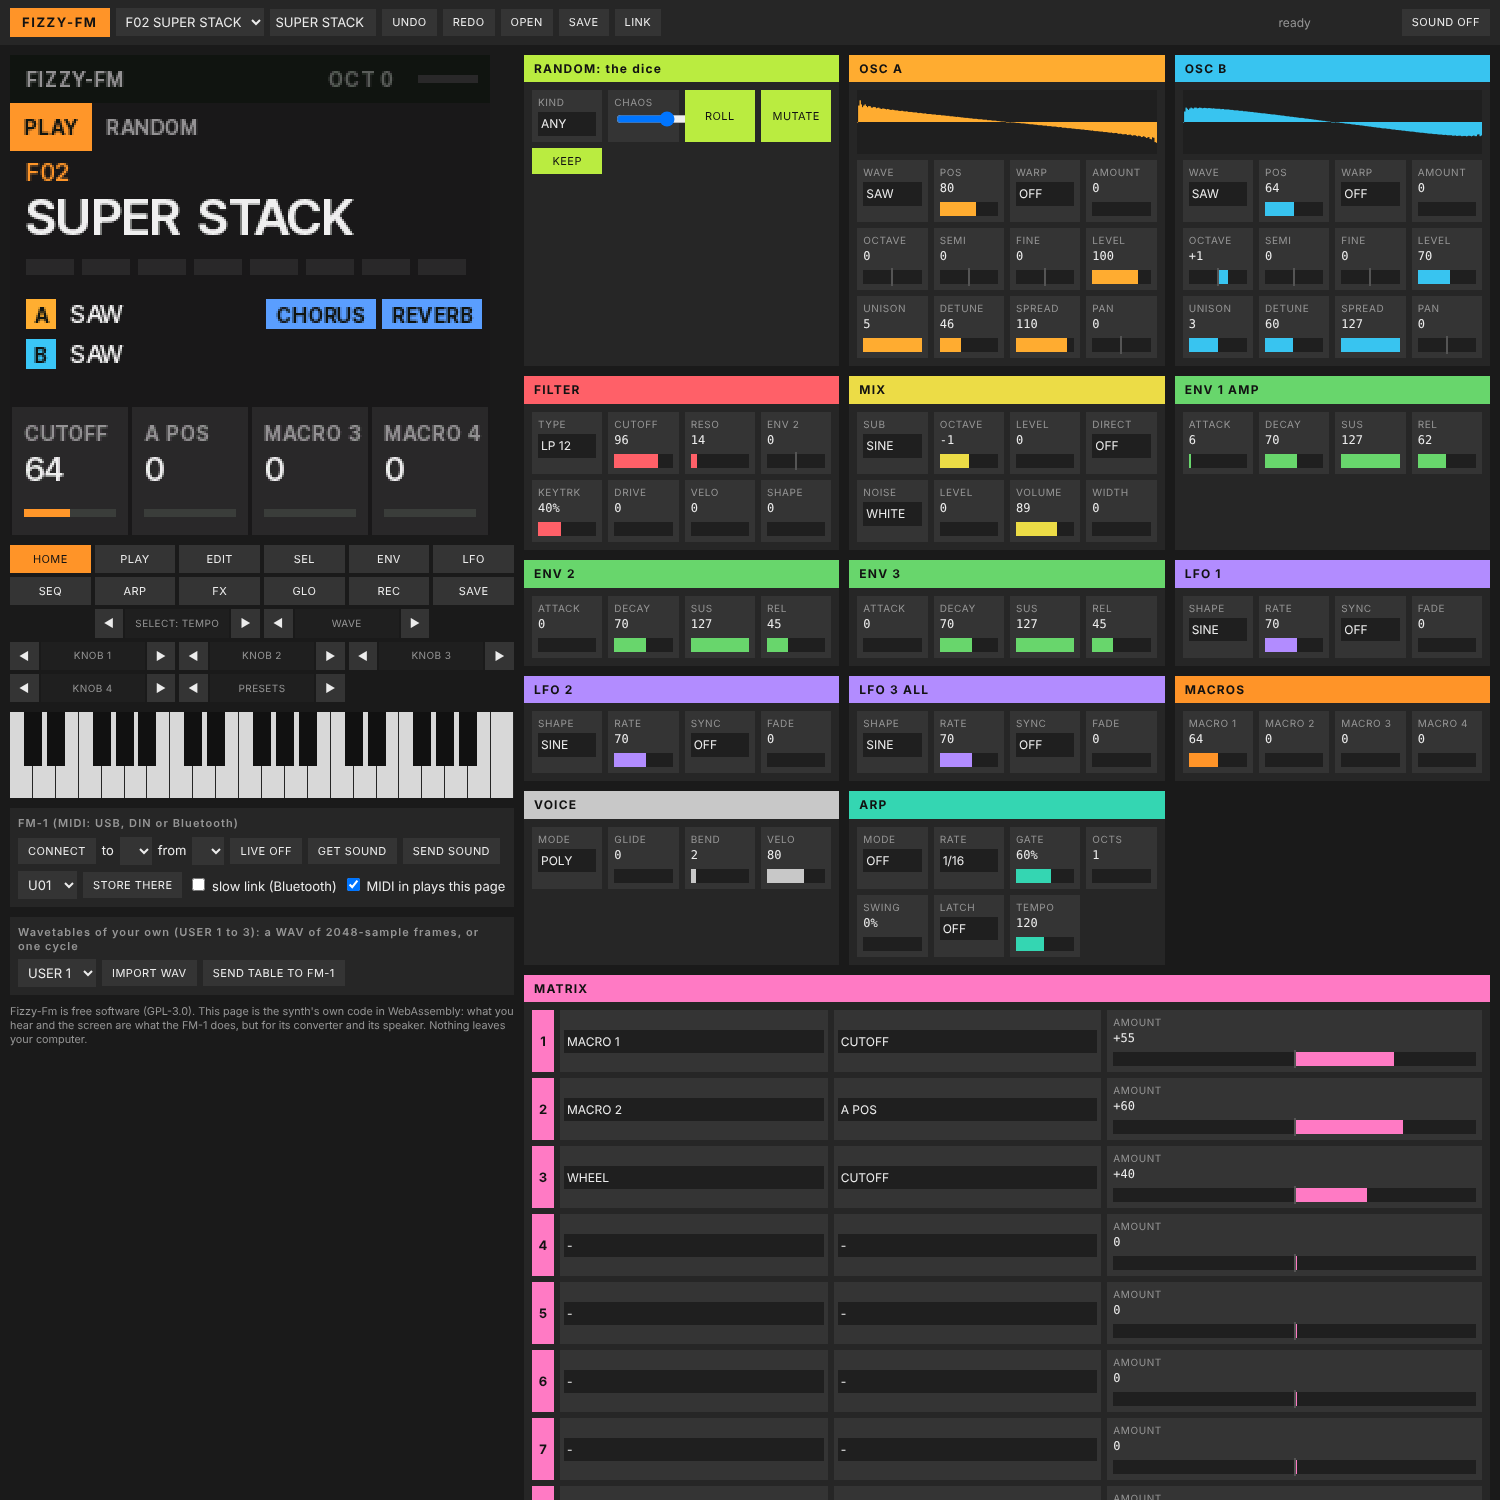 FIZZY-FM F02 SUPER STACK SUPER STACK UNDO REDO OPEN SAVE LINK ready SOUND OFF
FIZZY-FM OCT 0
PLAY RANDOM
F02
SUPER STACK
A SAW CHORUS REVERB
B SAW
CUTOFF A POS MACRO 3 MACRO 4
64 0 0 0
HOME PLAY EDIT SEL ENV LFO
SEQ ARP FX GLO REC SAVE
SELECT: TEMPO WAVE
KNOB 1 KNOB 2 KNOB 3
KNOB 4 PRESETS
FM-1 (MIDI: USB, DIN or Bluetooth)
CONNECT to from LIVE OFF GET SOUND SEND SOUND
U01 STORE THERE slow link (Bluetooth) MIDI in plays this page
Wavetables of your own (USER 1 to 3): a WAV of 2048-sample frames, or
one cycle
USER 1 IMPORT WAV SEND TABLE TO FM-1
Fizzy-Fm is free software (GPL-3.0). This page is the synth's own code in WebAssembly: what you
hear and the screen are what the FM-1 does, but for its converter and its speaker. Nothing leaves
your computer.
RANDOM: the dice
KIND CHAOS
ANY ROLL MUTATE
KEEP
OSC A
WAVE POS WARP AMOUNT
SAW 80 OFF 0
OCTAVE SEMI FINE LEVEL
0 0 0 100
UNISON DETUNE SPREAD PAN
5 46 110 0
OSC B
WAVE POS WARP AMOUNT
SAW 64 OFF 0
OCTAVE SEMI FINE LEVEL
+1 0 0 70
UNISON DETUNE SPREAD PAN
3 60 127 0
FILTER
TYPE CUTOFF RESO ENV 2
LP 12 96 14 0
KEYTRK DRIVE VELO SHAPE
40% 0 0 0
MIX
SUB OCTAVE LEVEL DIRECT
SINE -1 0 OFF
NOISE LEVEL VOLUME WIDTH
WHITE 0 89 0
ENV 1 AMP
ATTACK DECAY SUS REL
6 70 127 62
ENV 2
ATTACK DECAY SUS REL
0 70 127 45
ENV 3
ATTACK DECAY SUS REL
0 70 127 45
LFO 1
SHAPE RATE SYNC FADE
SINE 70 OFF 0
LFO 2
SHAPE RATE SYNC FADE
SINE 70 OFF 0
LFO 3 ALL
SHAPE RATE SYNC FADE
SINE 70 OFF 0
MACROS
MACRO 1 MACRO 2 MACRO 3 MACRO 4
64 0 0 0
VOICE
MODE GLIDE BEND VELO
POLY 0 2 80
ARP
MODE RATE GATE OCTS
OFF 1/16 60% 1
SWING LATCH TEMPO
0% OFF 120
MATRIX
AMOUNT
1 MACRO 1 CUTOFF +55
AMOUNT
2 MACRO 2 A POS +60
AMOUNT
3 WHEEL CUTOFF +40
AMOUNT
4 - - 0
AMOUNT
5 - - 0
AMOUNT
6 - - 0
AMOUNT
7 - - 0
AMOUNT